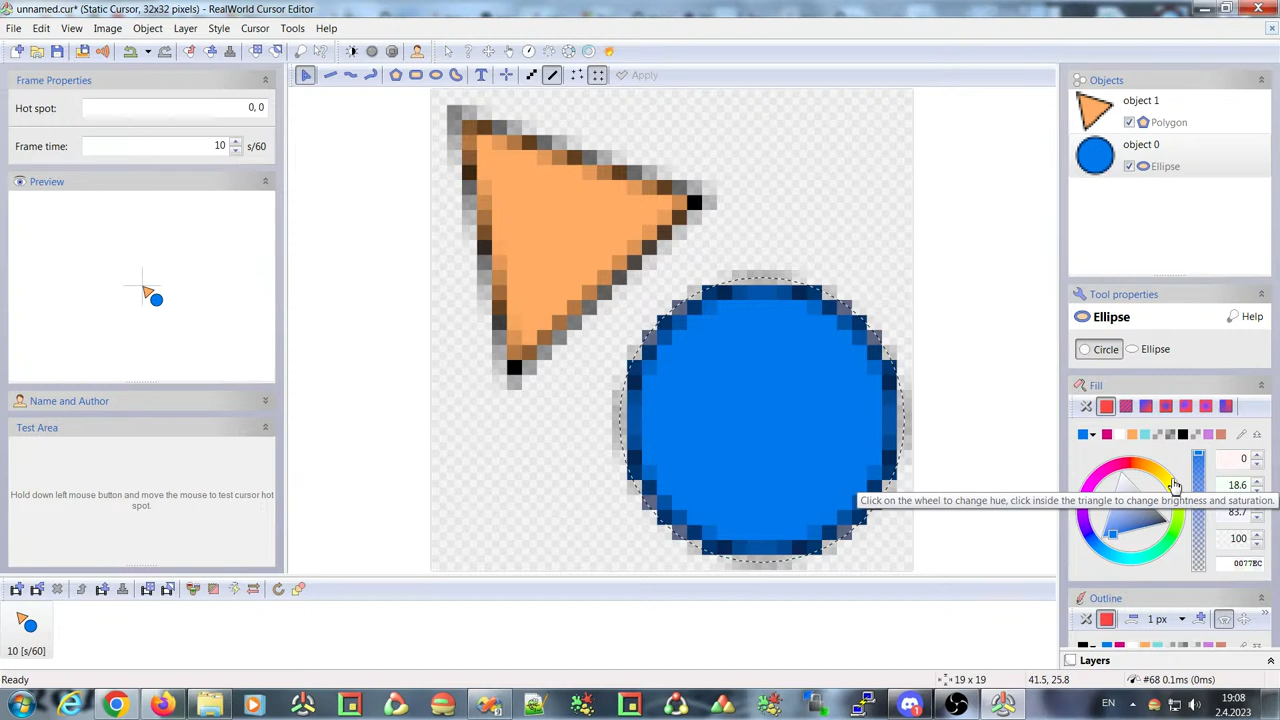 unnamed.cur* (Static Cursor, 32x32 pixels) - RealWorld Cursor Editor
File Edit View Image Object Layer Style Cursor Tools Help
Apply
Frame Properties
Hot spot: 0, 0
Frame time: 10 s/60
Preview
Name and Author
Test Area
Hold down left mouse button and move the mouse to test cursor hot
spot.
Objects
object 1
Polygon
object 0
Ellipse
Tool properties
Ellipse Help
Circle Ellipse
Fill
0
18.6
Click on the wheel to change hue, click inside the triangle to change brightness and saturation.
83.7
100
0077EC
Outline
1 px
Layers
10 [s/60]
Ready 19 x 19 41.5, 25.8 #68 0.1ms (0ms)
EN 19:08
2.4.2023